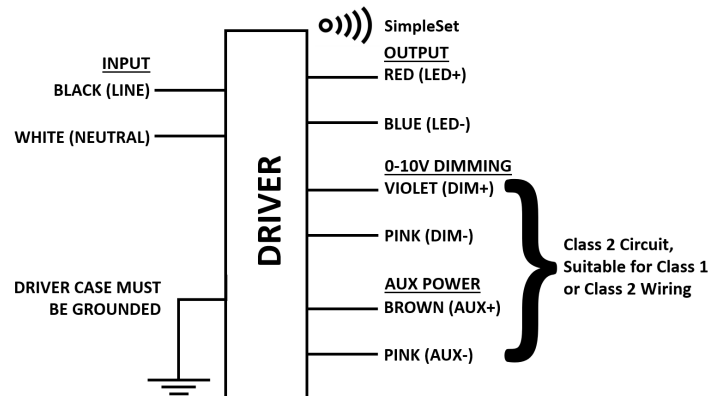 SimpleSet
INPUT
BLACK (LINE)
WHITE (NEUTRAL)
DRIVER CASE MUST
BE GROUNDED
DRIVER
OUTPUT
RED (LED+)
BLUE (LED-)
0-10V DIMMING
VIOLET (DIM+)
PINK (DIM-)
AUX POWER
BROWN (AUX+)
PINK (AUX-)
Class 2 Circuit,
Suitable for Class 1
or Class 2 Wiring